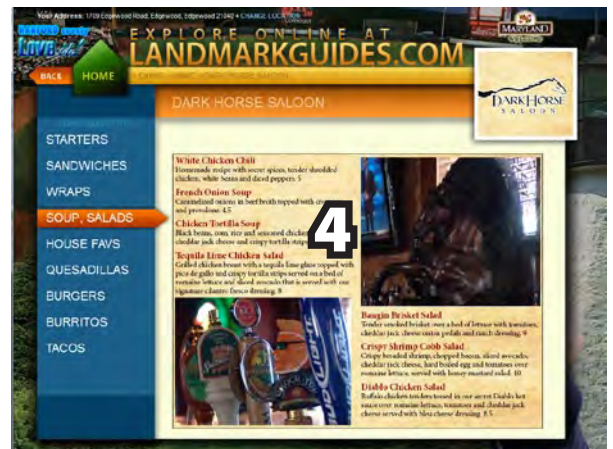 Your Address: 1709 Edgewood Road, Edgewood, Edgewood 21040 • CHANGE LOCATION
EXPLORE ONLINE AT
LANDMARKGUIDES.COM
MARYLAND
BACK
HOME
DARK HORSE SALOON
DARK HORSE
SALOON
STARTERS
SANDWICHES
WRAPS
SOUP, SALADS
HOUSE FAVS
QUESADILLAS
BURGERS
BURRITOS
TACOS
White Chicken Chili
Homemade recipe with secret spices, tender shredded
chicken, white beans and diced peppers. 5
French Onion Soup
Caramelized onions in beef broth topped with
and provolone. 4.5
Chicken Tortilla Soup
Black beans, corn, rice and seasoned chicken
cheddar jack cheese and crispy tortilla strips
Tequila Lime Chicken Salad
Grilled chicken breast with a tequila lime glaze topped with
pico de gallo and crispy tortilla strips served on a bed of
romaine lettuce and sliced avocado that is served with our
signature cilantro fresco dressing. 8
4
BUD LIGHT
Baugin Brisket Salad
Tender smoked brisket over a bed of lettuce with tomatoes,
cheddar jack cheese onion petals and ranch dressing. 9
Crispy Shrimp Cobb Salad
Crispy breaded shrimp, chopped bacon, sliced avocado,
cheddar jack cheese, hard boiled egg and tomatoes over
romaine lettuce, served with honey mustard salad. 10
Diablo Chicken Salad
Buffalo chicken tenders tossed in our secret Diablo hot
sauce over romaine lettuce, tomatoes and cheddar jack
cheese served with bleu cheese dressing. 8.5